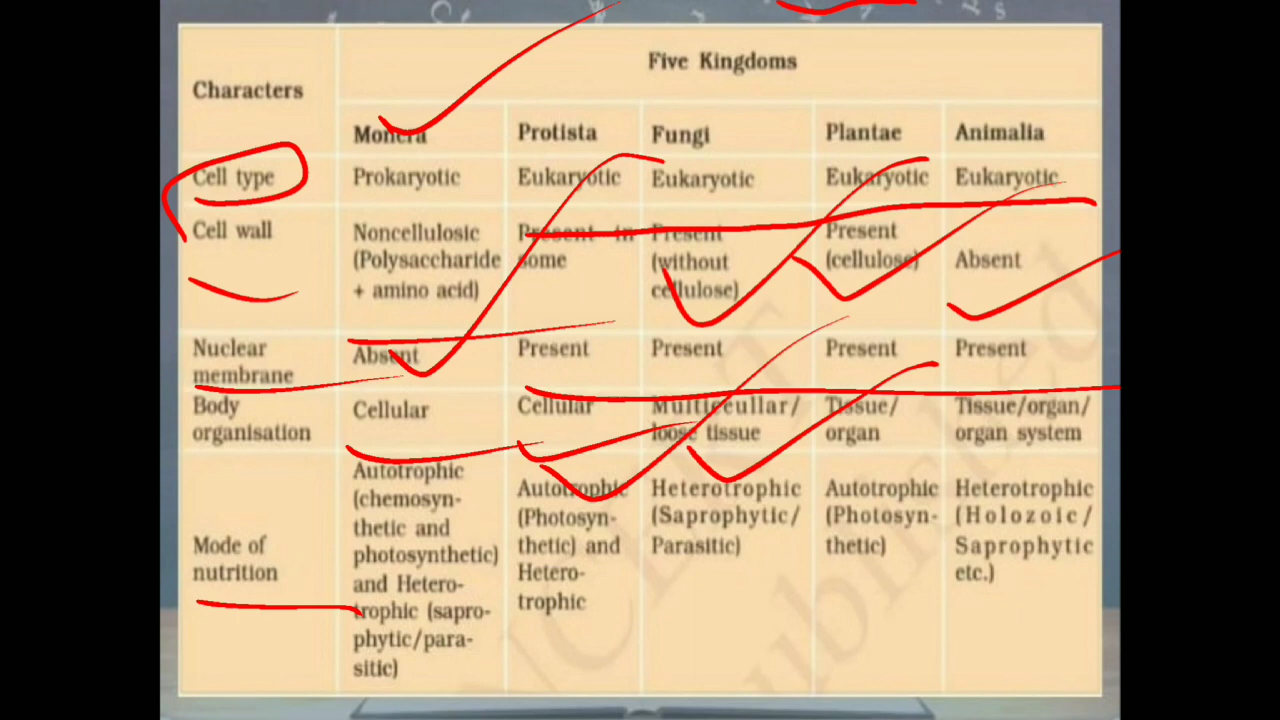 Characters
Five Kingdoms
Monera
Protista
Fungi
Plantae
Animalia
Cell type
Prokaryotic
Eukaryotic
Eukaryotic
Eukaryotic
Eukaryotic
Cell wall
Noncellulosic
(Polysaccharide
+ amino acid)
Present in
some
Present
(without
cellulose)
Present
(cellulose)
Absent
Nuclear
membrane
Absent
Present
Present
Present
Present
Body
organisation
Cellular
Cellular
Multiceullar/
loose tissue
Tissue/
organ
Tissue/organ/
organ system
Mode of
nutrition
Autotrophic
(chemosyn-
thetic and
photosynthetic)
and Hetero-
trophic (sapro-
phytic/para-
sitic)
Autotrophic
(Photosyn-
thetic) and
Hetero-
trophic
Heterotrophic
(Saprophytic/
Parasitic)
Autotrophic
(Photosyn-
thetic)
Heterotrophic
(Holozoic/
Saprophytic
etc.)